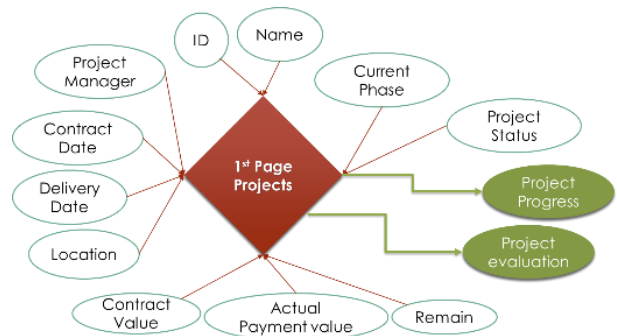 ID
Name
Project
Manager
Current
Phase
Contract
Date
Project
Status
1st Page
Projects
Delivery
Date
Project
Progress
Location
Project
evaluation
Contract
Value
Actual
Payment value
Remain